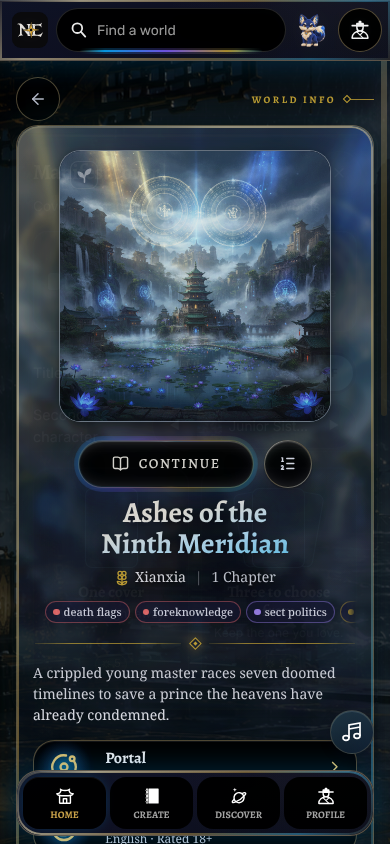 NE
Find a world
WORLD INFO
CONTINUE
Ashes of the
Ninth Meridian
Xianxia | 1 Chapter
death flags
foreknowledge
sect politics
A crippled young master races seven doomed
timelines to save a prince the heavens have
already condemned.
Portal
HOME
CREATE
DISCOVER
PROFILE
English · Rated 18+